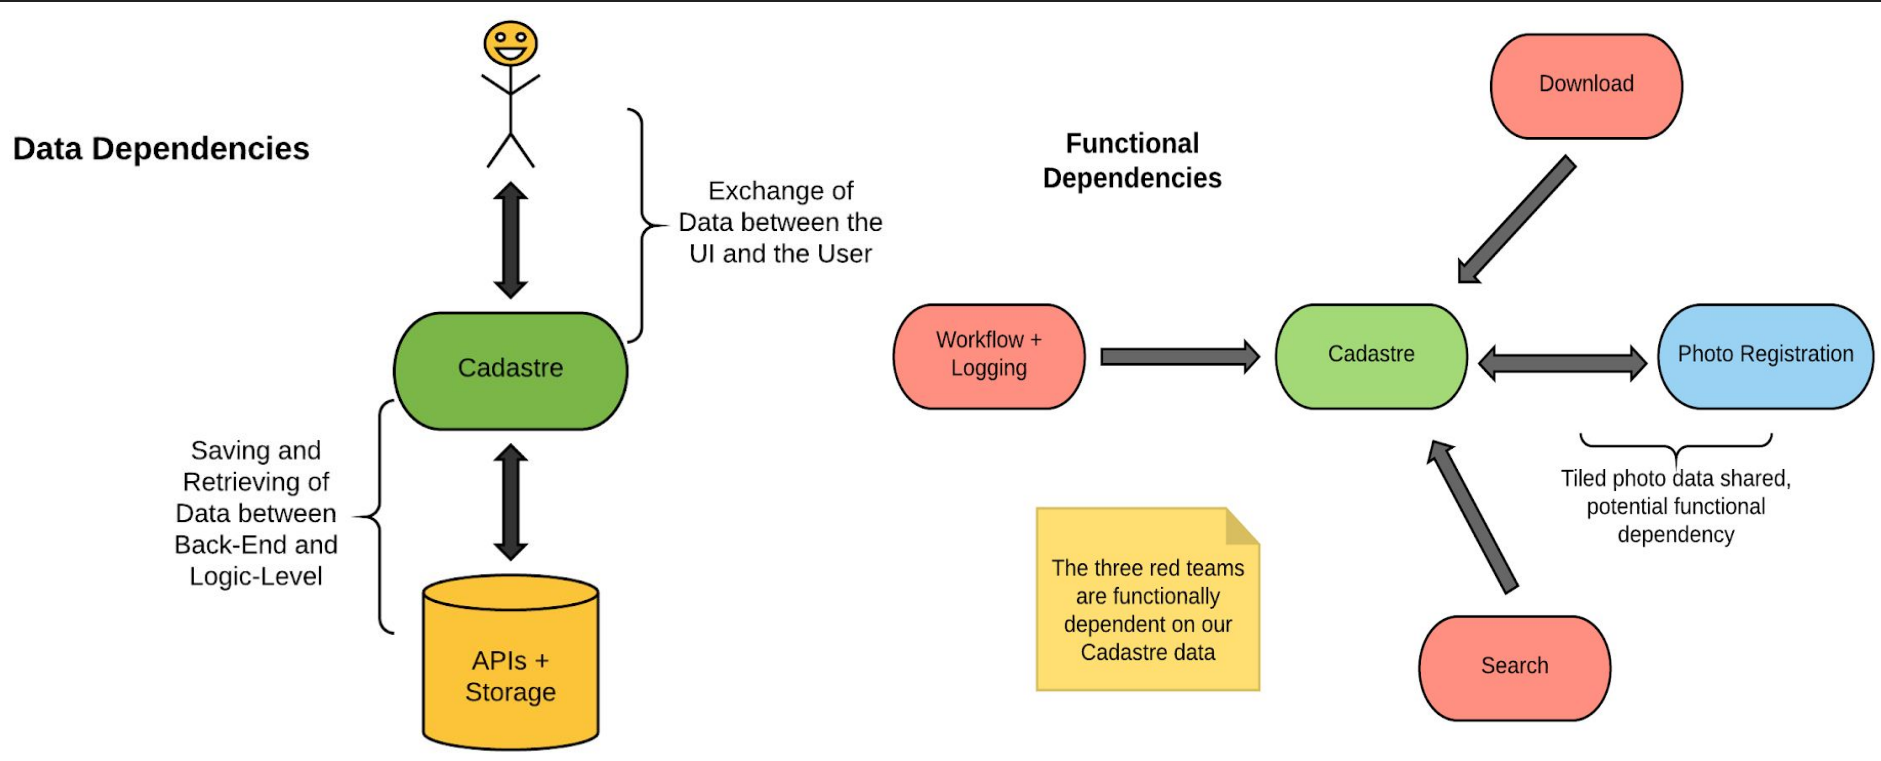 Data Dependencies
Exchange of
Data between the
UI and the User
Cadastre
Saving and
Retrieving of
Data between
Back-End and
Logic-Level
APIs +
Storage
Functional
Dependencies
Download
Workflow +
Logging
Cadastre
Photo Registration
Tiled photo data shared,
potential functional
dependency
The three red teams
are functionally
dependent on our
Cadastre data
Search